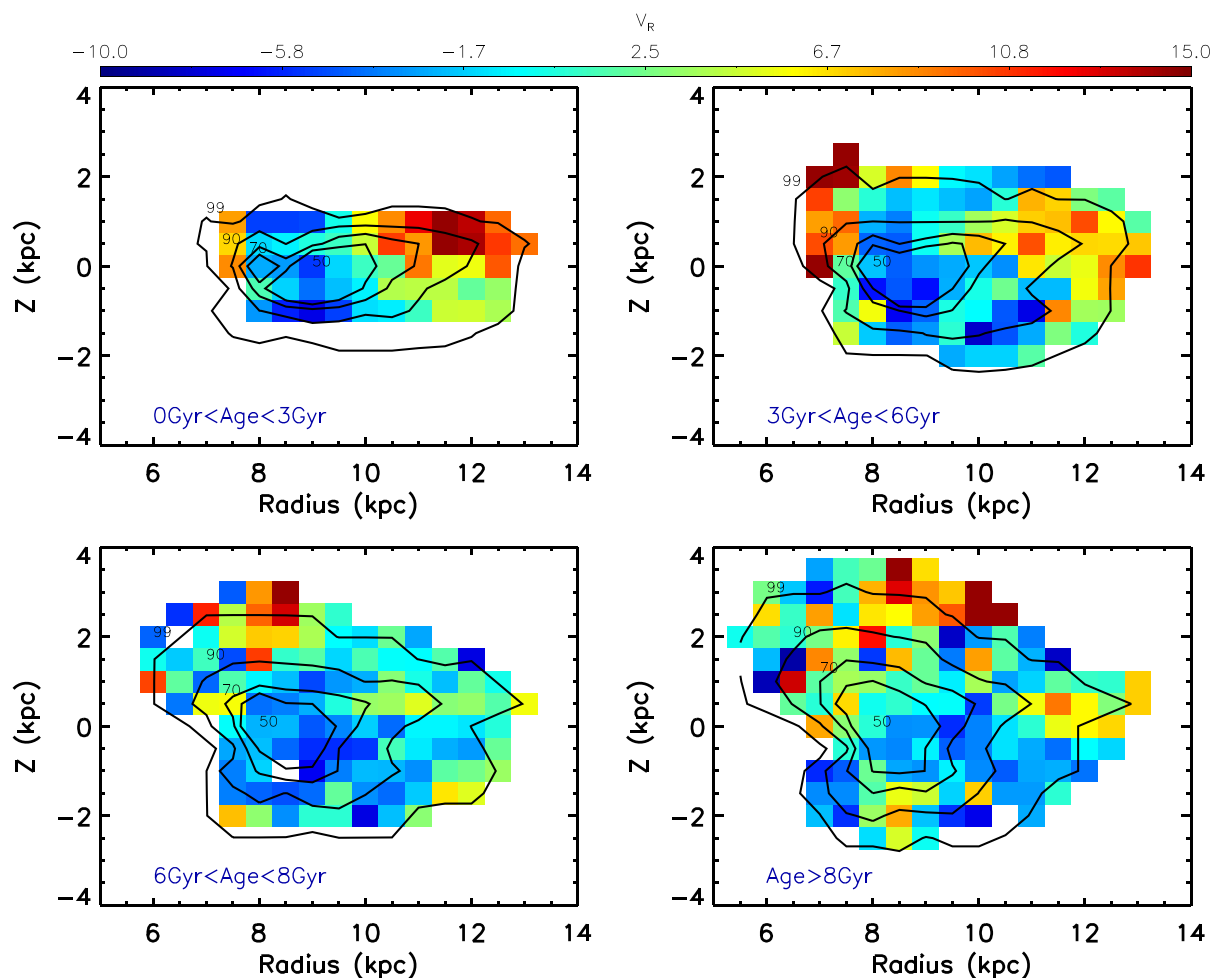 V_R
−10.0 −5.8 −1.7 2.5 6.7 10.8 15.0
4
2
0
−2
−4
Z (kpc)
99
90
70
50
0Gyr<Age<3Gyr
6 8 10 12 14
Radius (kpc)
4
2
0
−2
−4
Z (kpc)
99
90
70
50
3Gyr<Age<6Gyr
6 8 10 12 14
Radius (kpc)
4
2
0
−2
−4
Z (kpc)
99
90
70
50
6Gyr<Age<8Gyr
6 8 10 12 14
Radius (kpc)
4
2
0
−2
−4
Z (kpc)
99
90
70
50
Age>8Gyr
6 8 10 12 14
Radius (kpc)